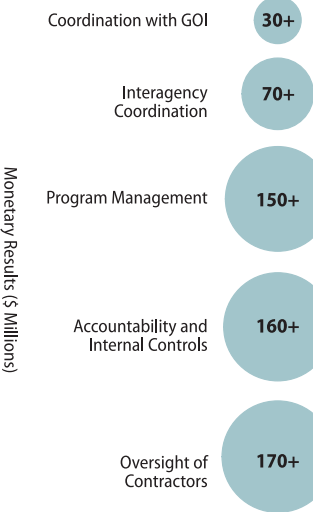 Coordination with GOI
30+
Interagency
Coordination
70+
Program Management
150+
Monetary Results ($ Millions)
Accountability and
Internal Controls
160+
Oversight of
Contractors
170+